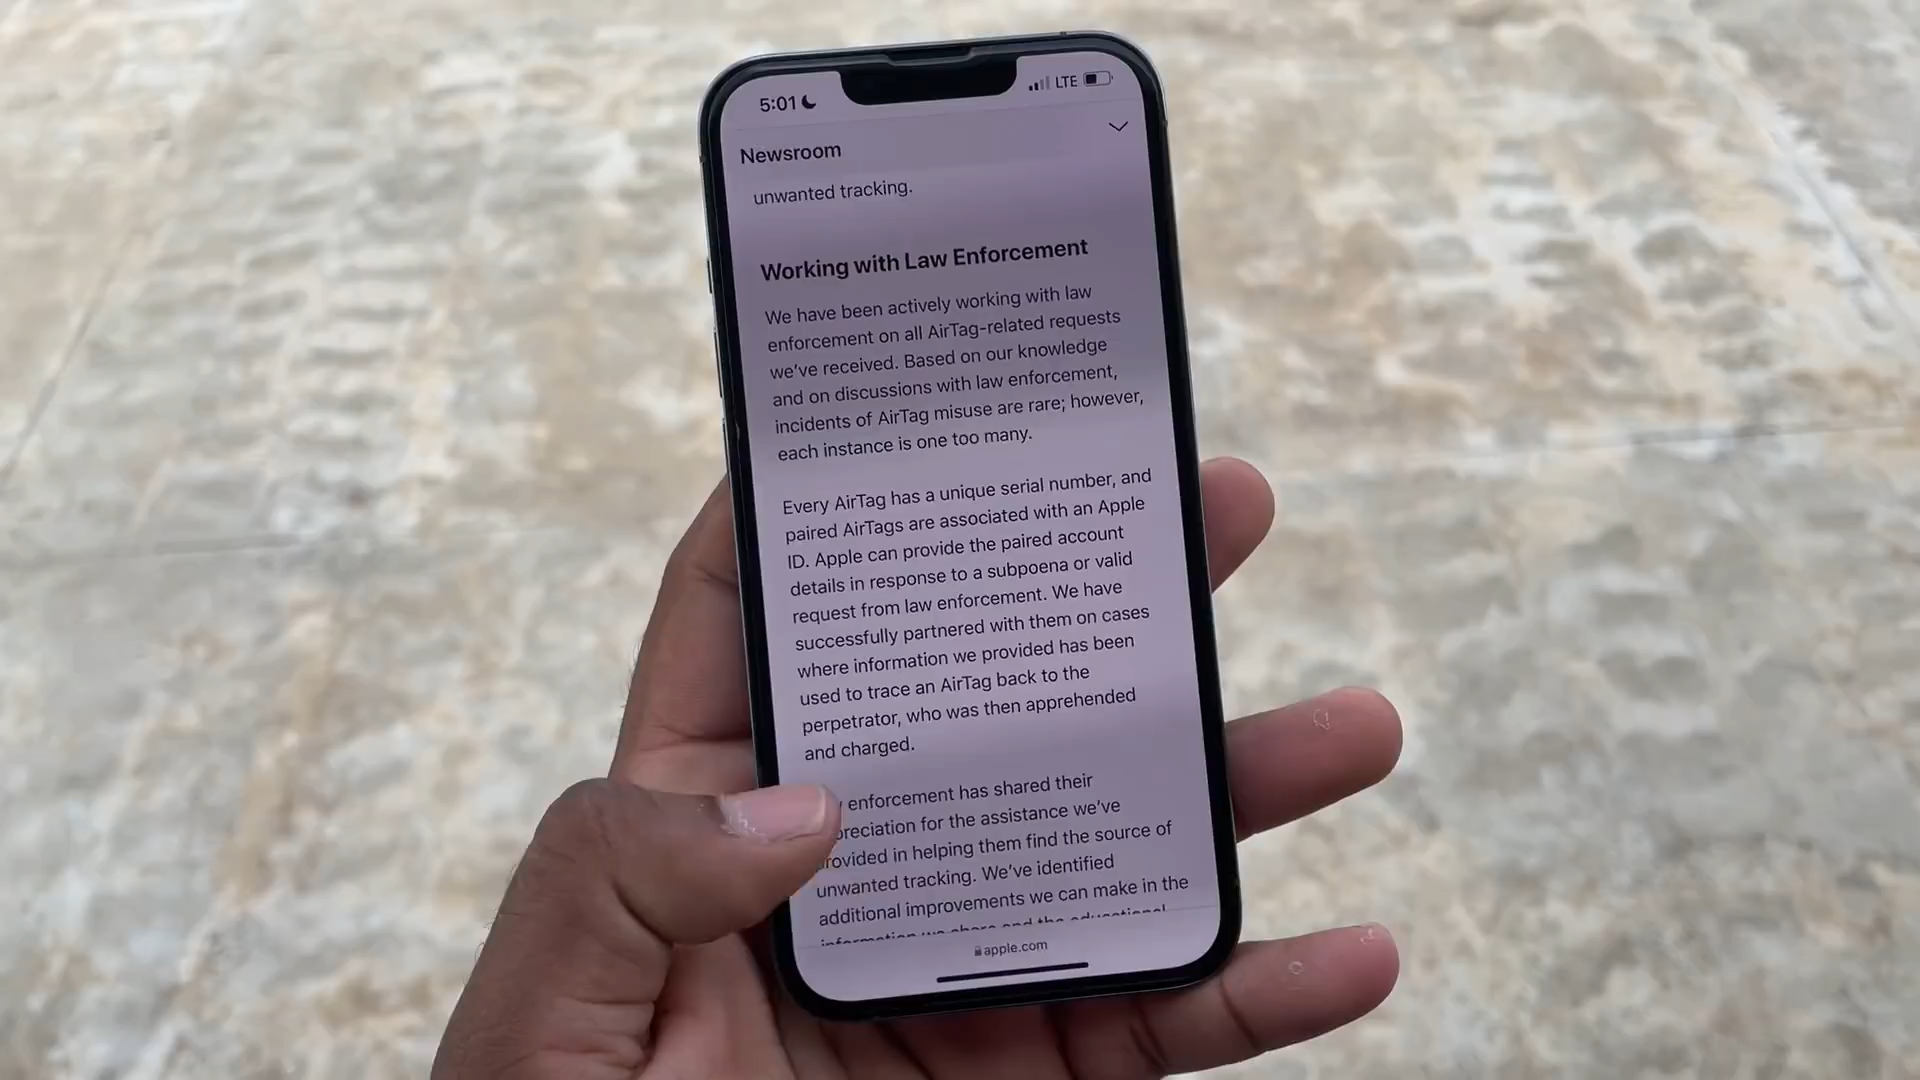 5:01
LTE
Newsroom
unwanted tracking.
Working with Law Enforcement
We have been actively working with law
enforcement on all AirTag-related requests
we've received. Based on our knowledge
and on discussions with law enforcement,
incidents of AirTag misuse are rare; however,
each instance is one too many.
Every AirTag has a unique serial number, and
paired AirTags are associated with an Apple
ID. Apple can provide the paired account
details in response to a subpoena or valid
request from law enforcement. We have
successfully partnered with them on cases
where information we provided has been
used to trace an AirTag back to the
perpetrator, who was then apprehended
and charged.
enforcement has shared their
for the assistance we've
in helping them find the source of
unwanted tracking. We've identified
additional improvements we can make in the
information we share and the educational
apple.com